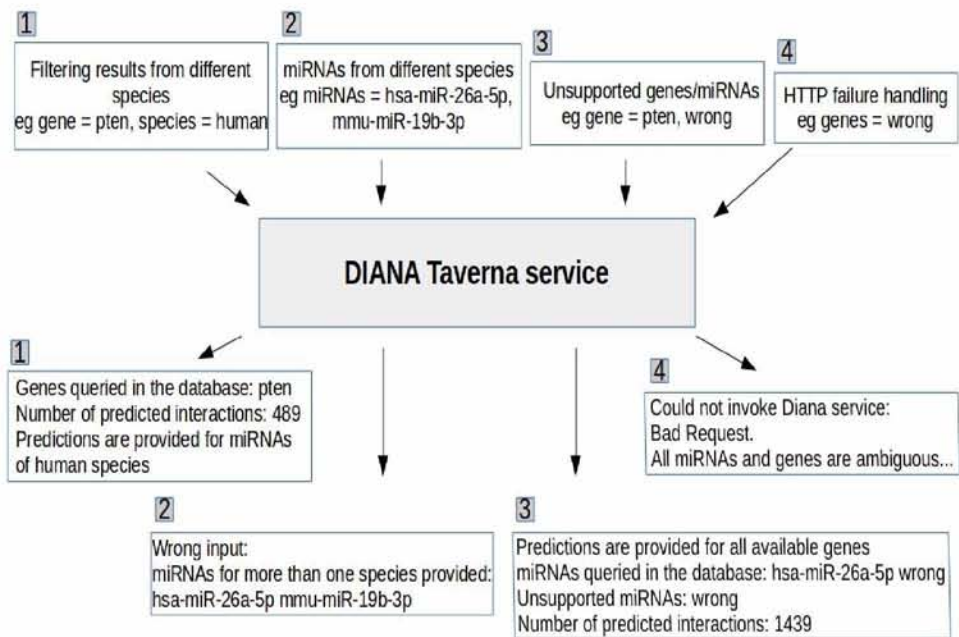 1
Filtering results from different
species
eg gene = pten, species = human
2
miRNAs from different species
eg miRNAs = hsa-miR-26a-5p,
mmu-miR-19b-3p
3
Unsupported genes/miRNAs
eg gene = pten, wrong
4
HTTP failure handling
eg genes = wrong
DIANA Taverna service
1
Genes queried in the database: pten
Number of predicted interactions: 489
Predictions are provided for miRNAs
of human species
2
Wrong input:
miRNAs for more than one species provided:
hsa-miR-26a-5p mmu-miR-19b-3p
3
Predictions are provided for all available genes
miRNAs queried in the database: hsa-miR-26a-5p wrong
Unsupported miRNAs: wrong
Number of predicted interactions: 1439
4
Could not invoke Diana service:
Bad Request.
All miRNAs and genes are ambiguous...